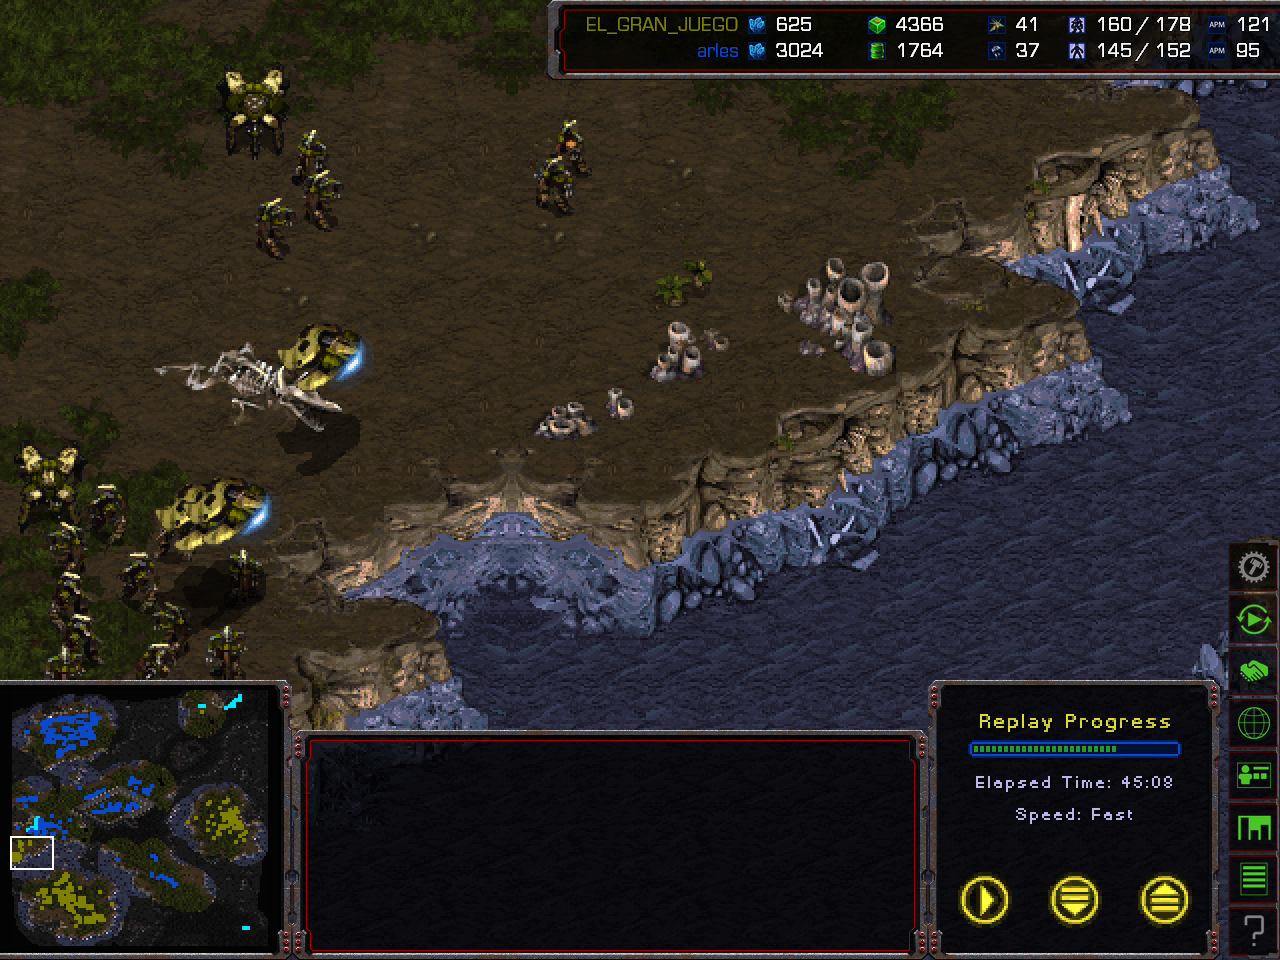 EL_GRAN_JUEGO 625 4366 41 160 / 178 APM 121
arles 3024 1764 37 145 / 152 APM 95
Replay Progress
Elapsed Time: 45:08
Speed: Fast
?